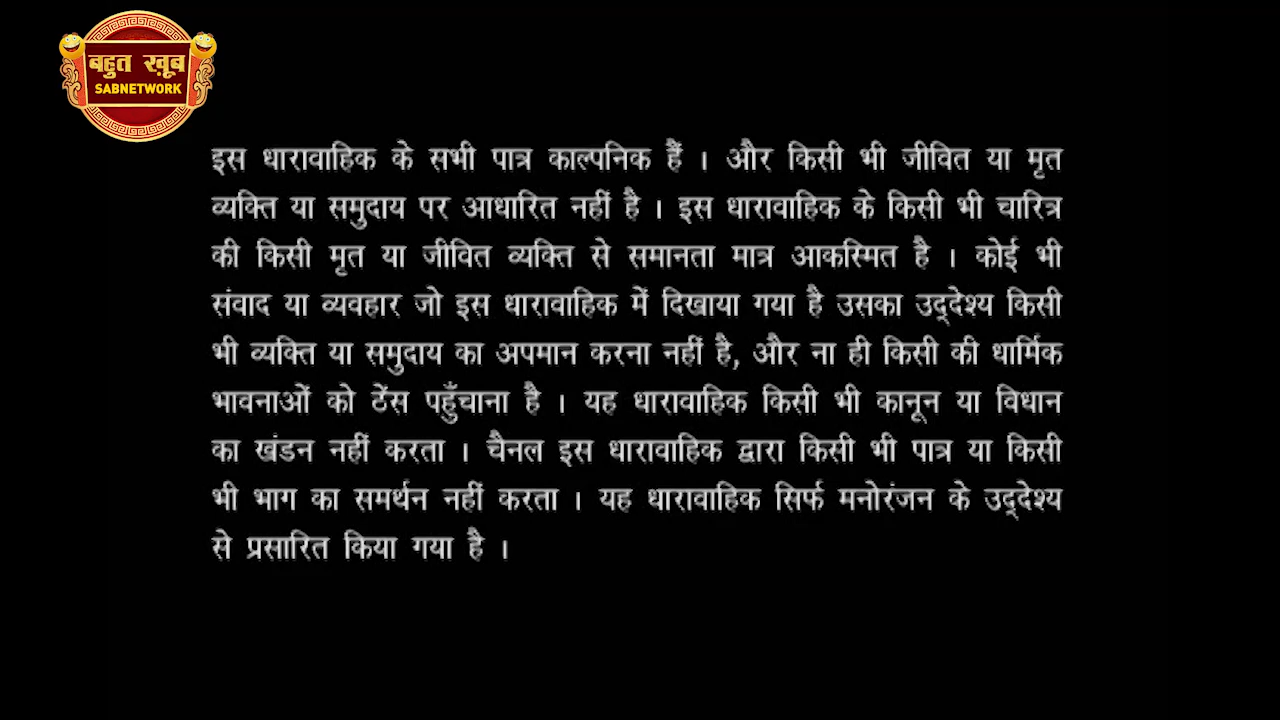 बहुत ख़ूब
SABNETWORK
इस धारावाहिक के सभी पात्र काल्पनिक हैं । और किसी भी जीवित या मृत
व्यक्ति या समुदाय पर आधारित नहीं है । इस धारावाहिक के किसी भी चारित्र
की किसी मृत या जीवित व्यक्ति से समानता मात्र आकस्मित है । कोई भी
संवाद या व्यवहार जो इस धारावाहिक में दिखाया गया है उसका उद्देश्य किसी
भी व्यक्ति या समुदाय का अपमान करना नहीं है, और ना ही किसी की धार्मिक
भावनाओं को टेंस पहुँचाना है । यह धारावाहिक किसी भी कानून या विधान
का खंडन नहीं करता । चैनल इस धारावाहिक द्वारा किसी भी पात्र या किसी
भी भाग का समर्थन नहीं करता । यह धारावाहिक सिर्फ मनोरंजन के उद्देश्य
से प्रसारित किया गया है ।